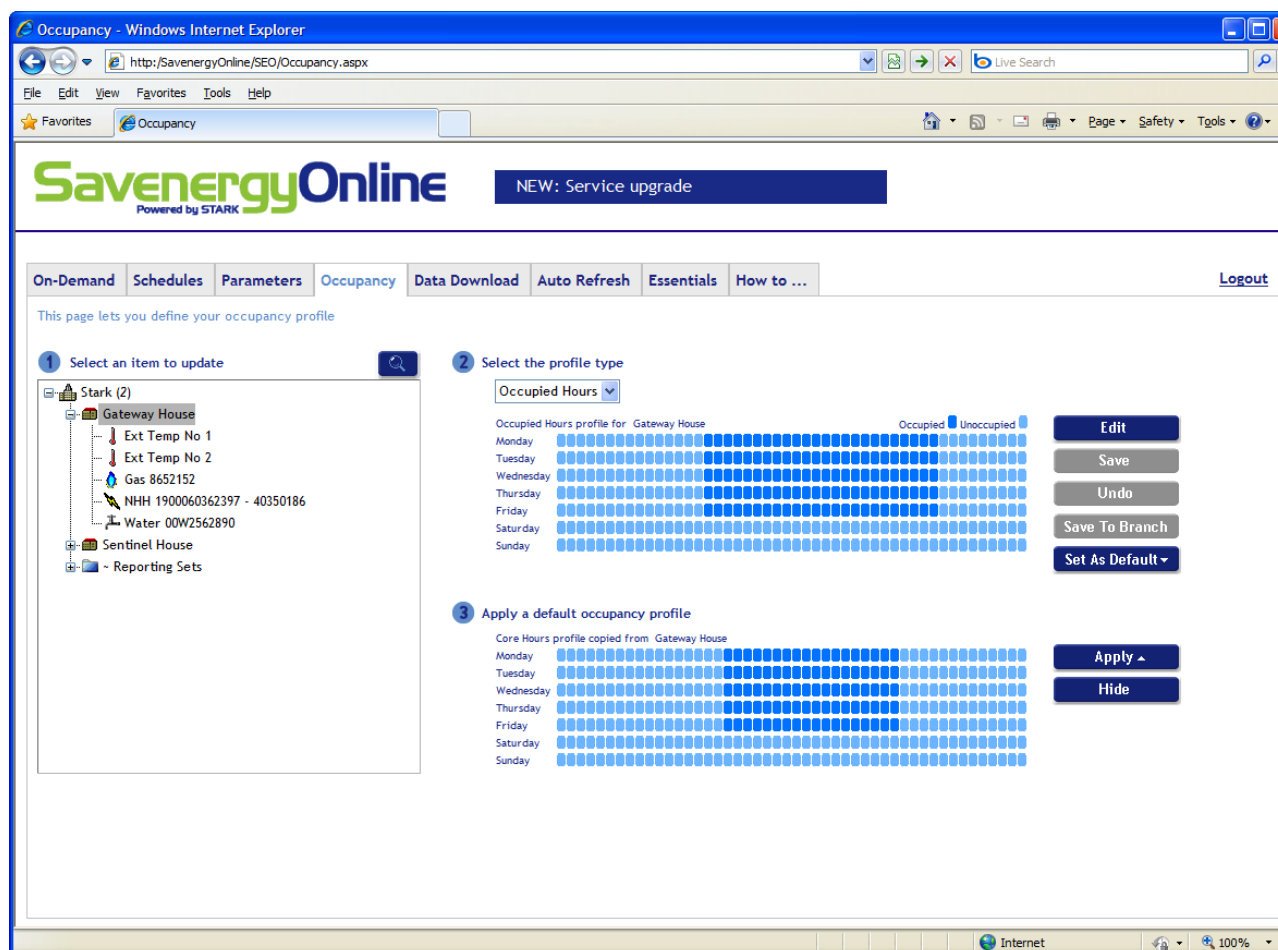 Occupancy - Windows Internet Explorer
http:/SavenergyOnline/SEO/Occupancy.aspx
Live Search
File Edit View Favorites Tools Help
Favorites
Occupancy
Page Safety Tools
SavenergyOnline
Powered by STARK
NEW: Service upgrade
On-Demand Schedules Parameters Occupancy Data Download Auto Refresh Essentials How to ...
Logout
This page lets you define your occupancy profile
1 Select an item to update
Stark (2)
Gateway House
Ext Temp No 1
Ext Temp No 2
Gas 8652152
NHH 1900060362397 - 40350186
Water 00W2562890
Sentinel House
~ Reporting Sets
2 Select the profile type
Occupied Hours
Occupied Hours profile for Gateway House
Occupied Unoccupied
Monday
Tuesday
Wednesday
Thursday
Friday
Saturday
Sunday
Edit
Save
Undo
Save To Branch
Set As Default
3 Apply a default occupancy profile
Core Hours profile copied from Gateway House
Monday
Tuesday
Wednesday
Thursday
Friday
Saturday
Sunday
Apply
Hide
Internet
100%